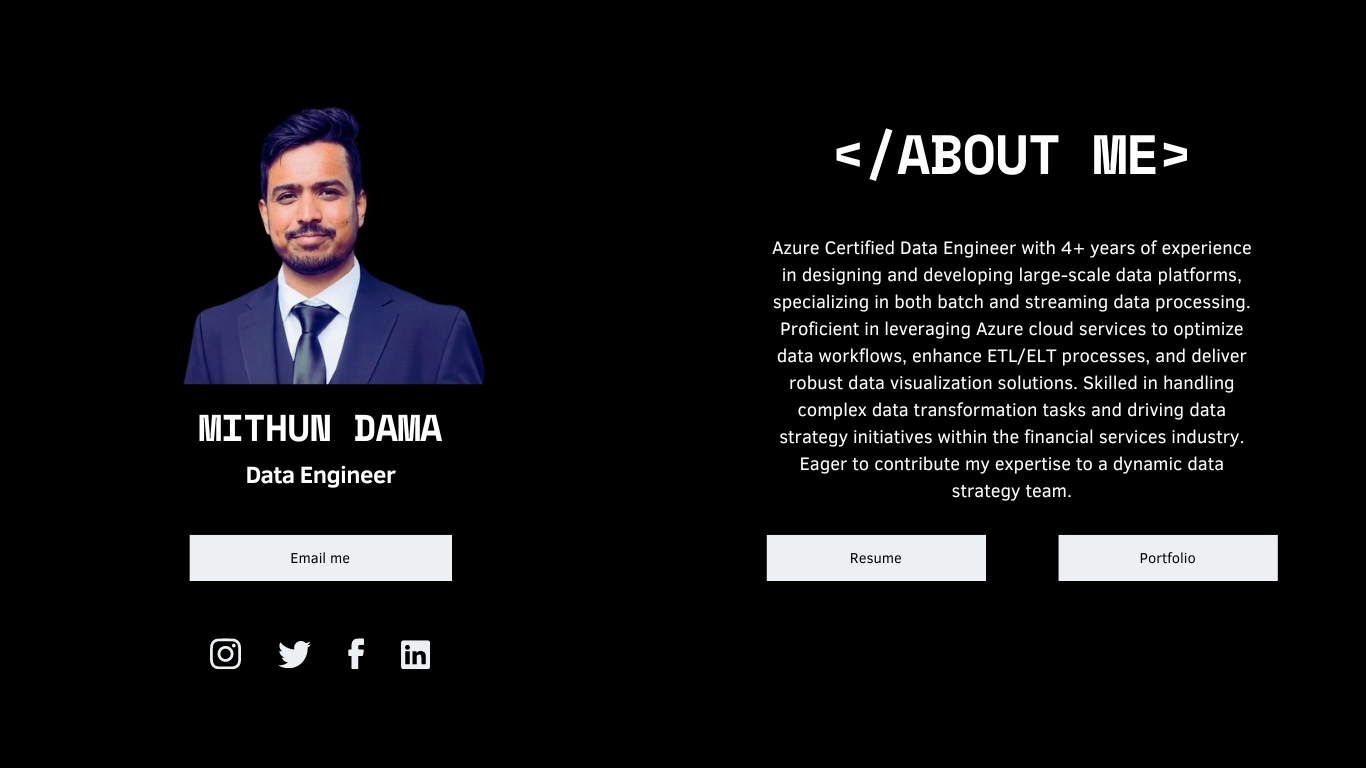 MITHUN DAMA
Data Engineer
Email me
</ABOUT ME>
Azure Certified Data Engineer with 4+ years of experience
in designing and developing large-scale data platforms,
specializing in both batch and streaming data processing.
Proficient in leveraging Azure cloud services to optimize
data workflows, enhance ETL/ELT processes, and deliver
robust data visualization solutions. Skilled in handling
complex data transformation tasks and driving data
strategy initiatives within the financial services industry.
Eager to contribute my expertise to a dynamic data
strategy team.
Resume
Portfolio